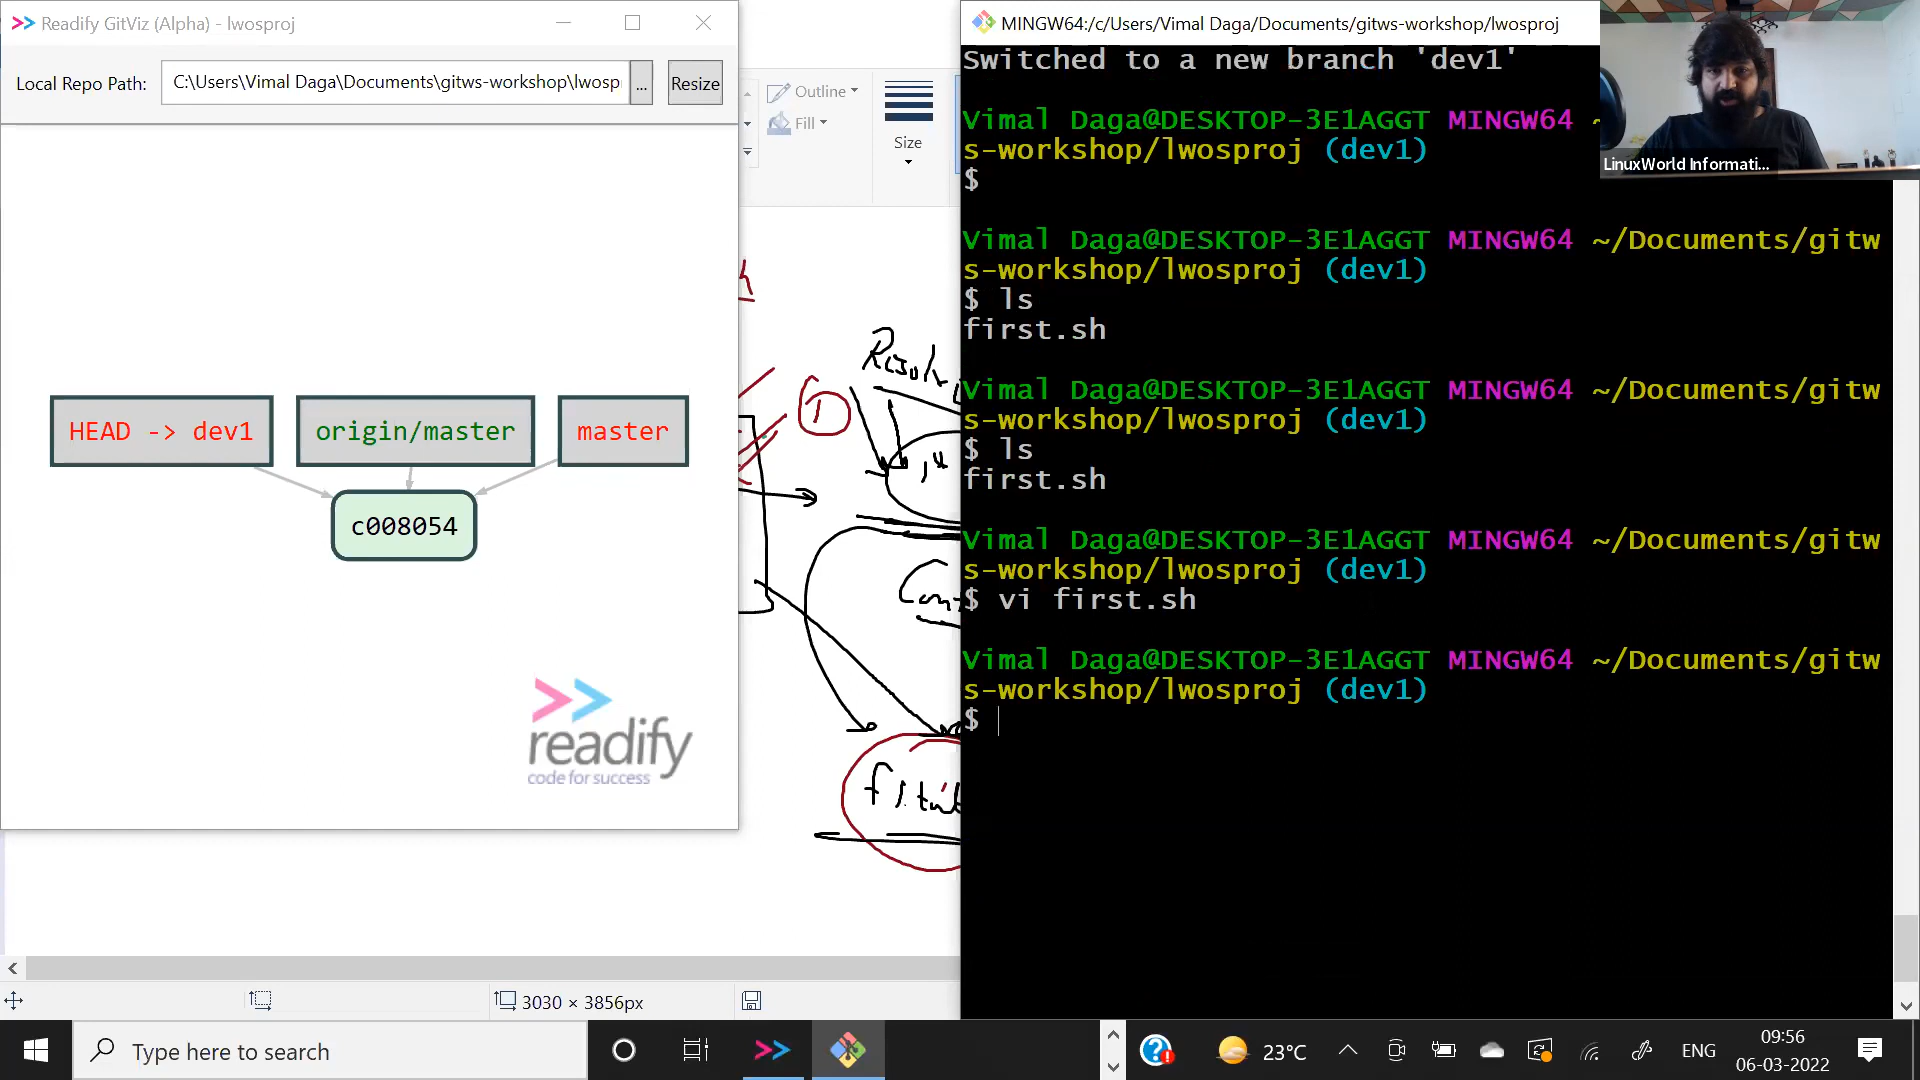 Readify GitViz (Alpha) - lwosproj
Local Repo Path:
C:\Users\Vimal Daga\Documents\gitws-workshop\lwosp
...
Resize
HEAD -> dev1
origin/master
master
c008054
readify
code for success
Outline
Fill
Size
1
3030 × 3856px
MINGW64:/c/Users/Vimal Daga/Documents/gitws-workshop/lwosproj
Switched to a new branch 'dev1'
Vimal Daga@DESKTOP-3E1AGGT MINGW64 ~
s-workshop/lwosproj (dev1)
$
Vimal Daga@DESKTOP-3E1AGGT MINGW64 ~/Documents/gitw
s-workshop/lwosproj (dev1)
$ ls
first.sh
Vimal Daga@DESKTOP-3E1AGGT MINGW64 ~/Documents/gitw
s-workshop/lwosproj (dev1)
$ ls
first.sh
Vimal Daga@DESKTOP-3E1AGGT MINGW64 ~/Documents/gitw
s-workshop/lwosproj (dev1)
$ vi first.sh
Vimal Daga@DESKTOP-3E1AGGT MINGW64 ~/Documents/gitw
s-workshop/lwosproj (dev1)
$
LinuxWorld Informati...
Type here to search
23°C
ENG
09:56
06-03-2022